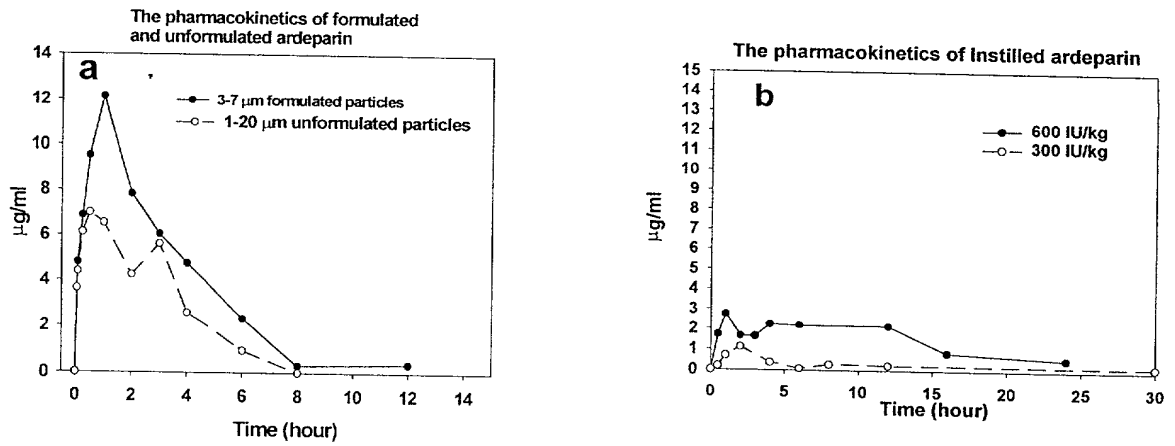 The pharmacokinetics of formulated
and unformulated ardeparin
14
12
10
8
6
4
2
0
µg/ml
a
3-7 µm formulated particles
1-20 µm unformulated particles
0 2 4 6 8 10 12 14
Time (hour)
The pharmacokinetics of Instilled ardeparin
15
14
13
12
11
10
9
8
7
6
5
4
3
2
1
0
µg/ml
b
600 IU/kg
300 IU/kg
0 5 10 15 20 25 30
Time (hour)